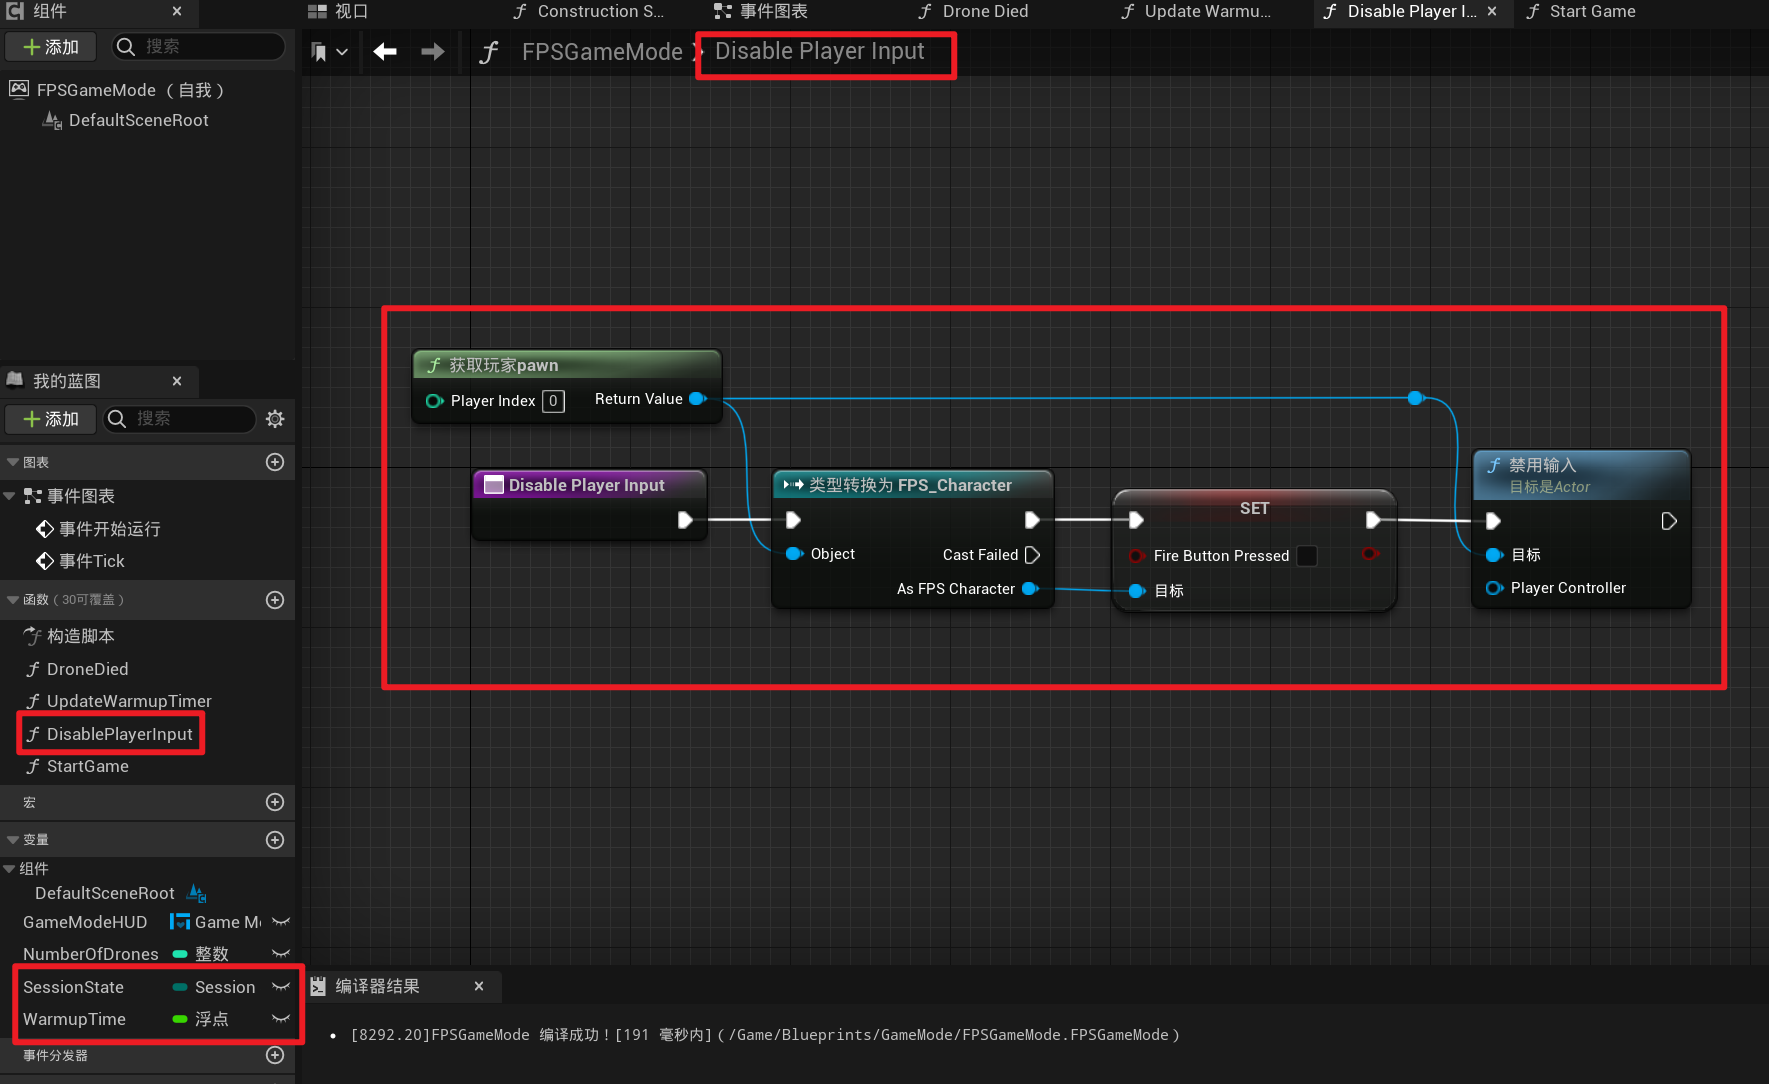 组件
视口
Construction S...
事件图表
Drone Died
Update Warmu...
Disable Player I...
Start Game
添加
搜索
FPSGameMode
Disable Player Input
FPSGameMode （自我）
DefaultSceneRoot
我的蓝图
添加
搜索
图表
事件图表
事件开始运行
事件Tick
函数（30可覆盖）
构造脚本
DroneDied
UpdateWarmupTimer
DisablePlayerInput
StartGame
宏
变量
组件
DefaultSceneRoot
GameModeHUD
Game M
NumberOfDrones
整数
SessionState
Session
WarmupTime
浮点
事件分发器
获取玩家pawn
Player Index
0
Return Value
Disable Player Input
类型转换为 FPS_Character
Object
Cast Failed
As FPS Character
SET
Fire Button Pressed
目标
禁用输入
目标是Actor
目标
Player Controller
编译器结果
[8292.20]FPSGameMode 编译成功！[191 毫秒内]（/Game/Blueprints/GameMode/FPSGameMode.FPSGameMode）